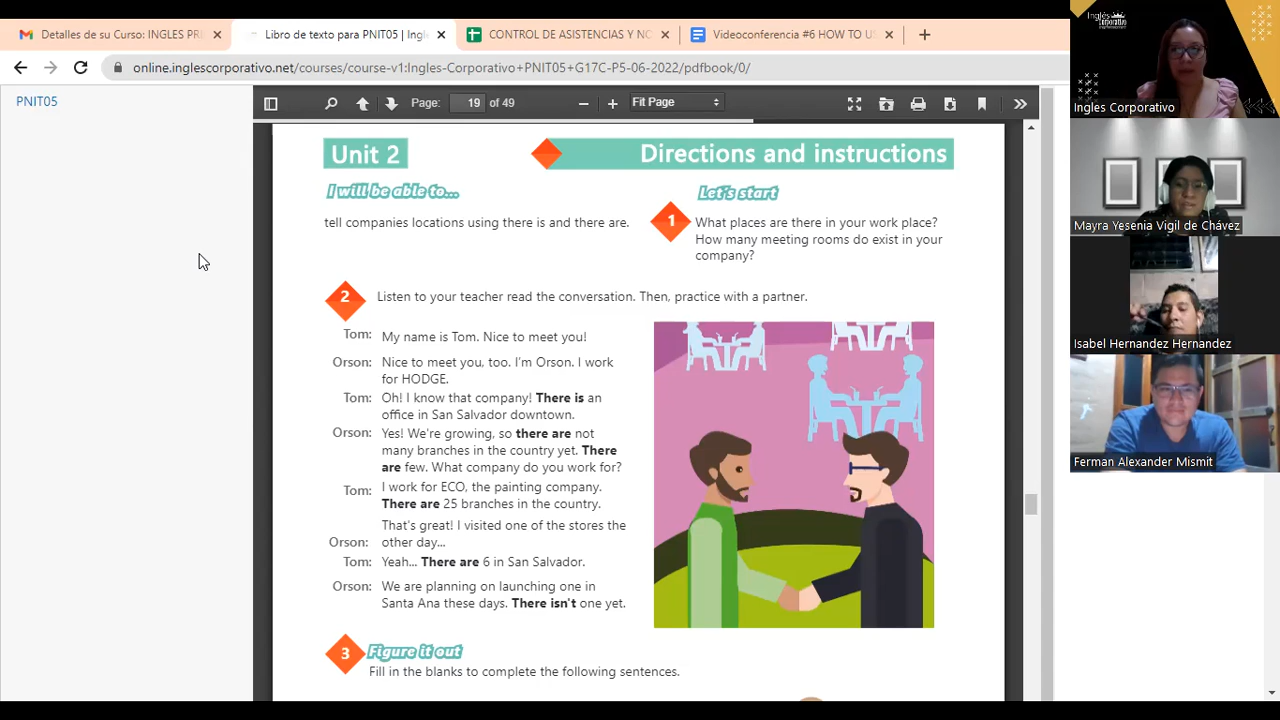 Detalles de su Curso: INGLES PRI
Libro de texto para PNIT05 | Ingl
CONTROL DE ASISTENCIAS Y NO
Videoconferencia #6 HOW TO US
online.inglescorporativo.net/courses/course-v1:Ingles-Corporativo+PNIT05+G17C-P5-06-2022/pdfbook/0/
PNIT05
Page: 19 of 49
Fit Page
Unit 2
Directions and instructions
I will be able to...
tell companies locations using there is and there are.
Let's start
1
What places are there in your work place?
How many meeting rooms do exist in your
company?
2
Listen to your teacher read the conversation. Then, practice with a partner.
Tom: My name is Tom. Nice to meet you!
Orson: Nice to meet you, too. I'm Orson. I work
for HODGE.
Tom: Oh! I know that company! There is an
office in San Salvador downtown.
Orson: Yes! We're growing, so there are not
many branches in the country yet. There
are few. What company do you work for?
Tom: I work for ECO, the painting company.
There are 25 branches in the country.
That's great! I visited one of the stores the
Orson: other day...
Tom: Yeah... There are 6 in San Salvador.
Orson: We are planning on launching one in
Santa Ana these days. There isn't one yet.
3
Figure it out
Fill in the blanks to complete the following sentences.
Inglés
Corporativo
Ingles Corporativo
Mayra Yesenia Vigil de Chávez
Isabel Hernandez Hernandez
Ferman Alexander Mismit